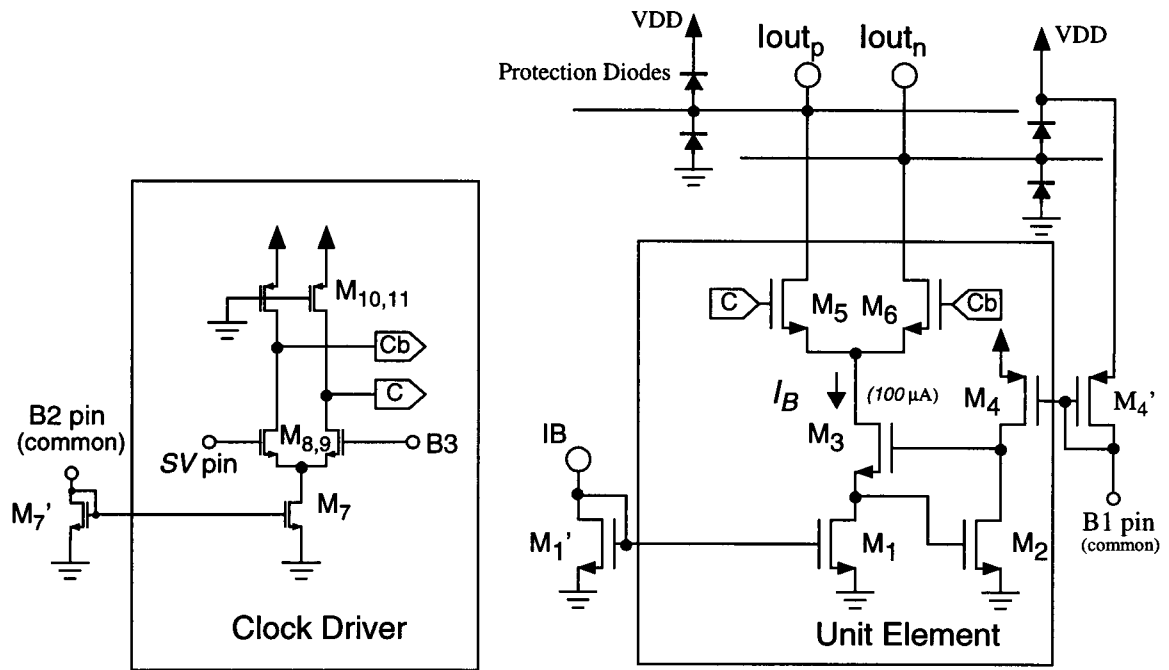 VDD
Iout_p
Iout_n
VDD
Protection Diodes
M_10,11
Cb
C
B2 pin
(common)
M_8,9
SV pin
B3
M_7'
M_7
Clock Driver
C
M_5
M_6
Cb
I_B
(100 µA)
M_4
M_4'
M_3
IB
M_1'
M_1
M_2
B1 pin
(common)
Unit Element